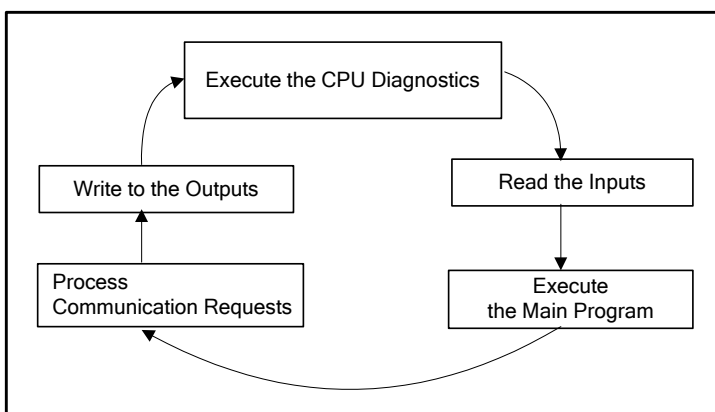 Execute the CPU Diagnostics
Read the Inputs
Execute
the Main Program
Process
Communication Requests
Write to the Outputs